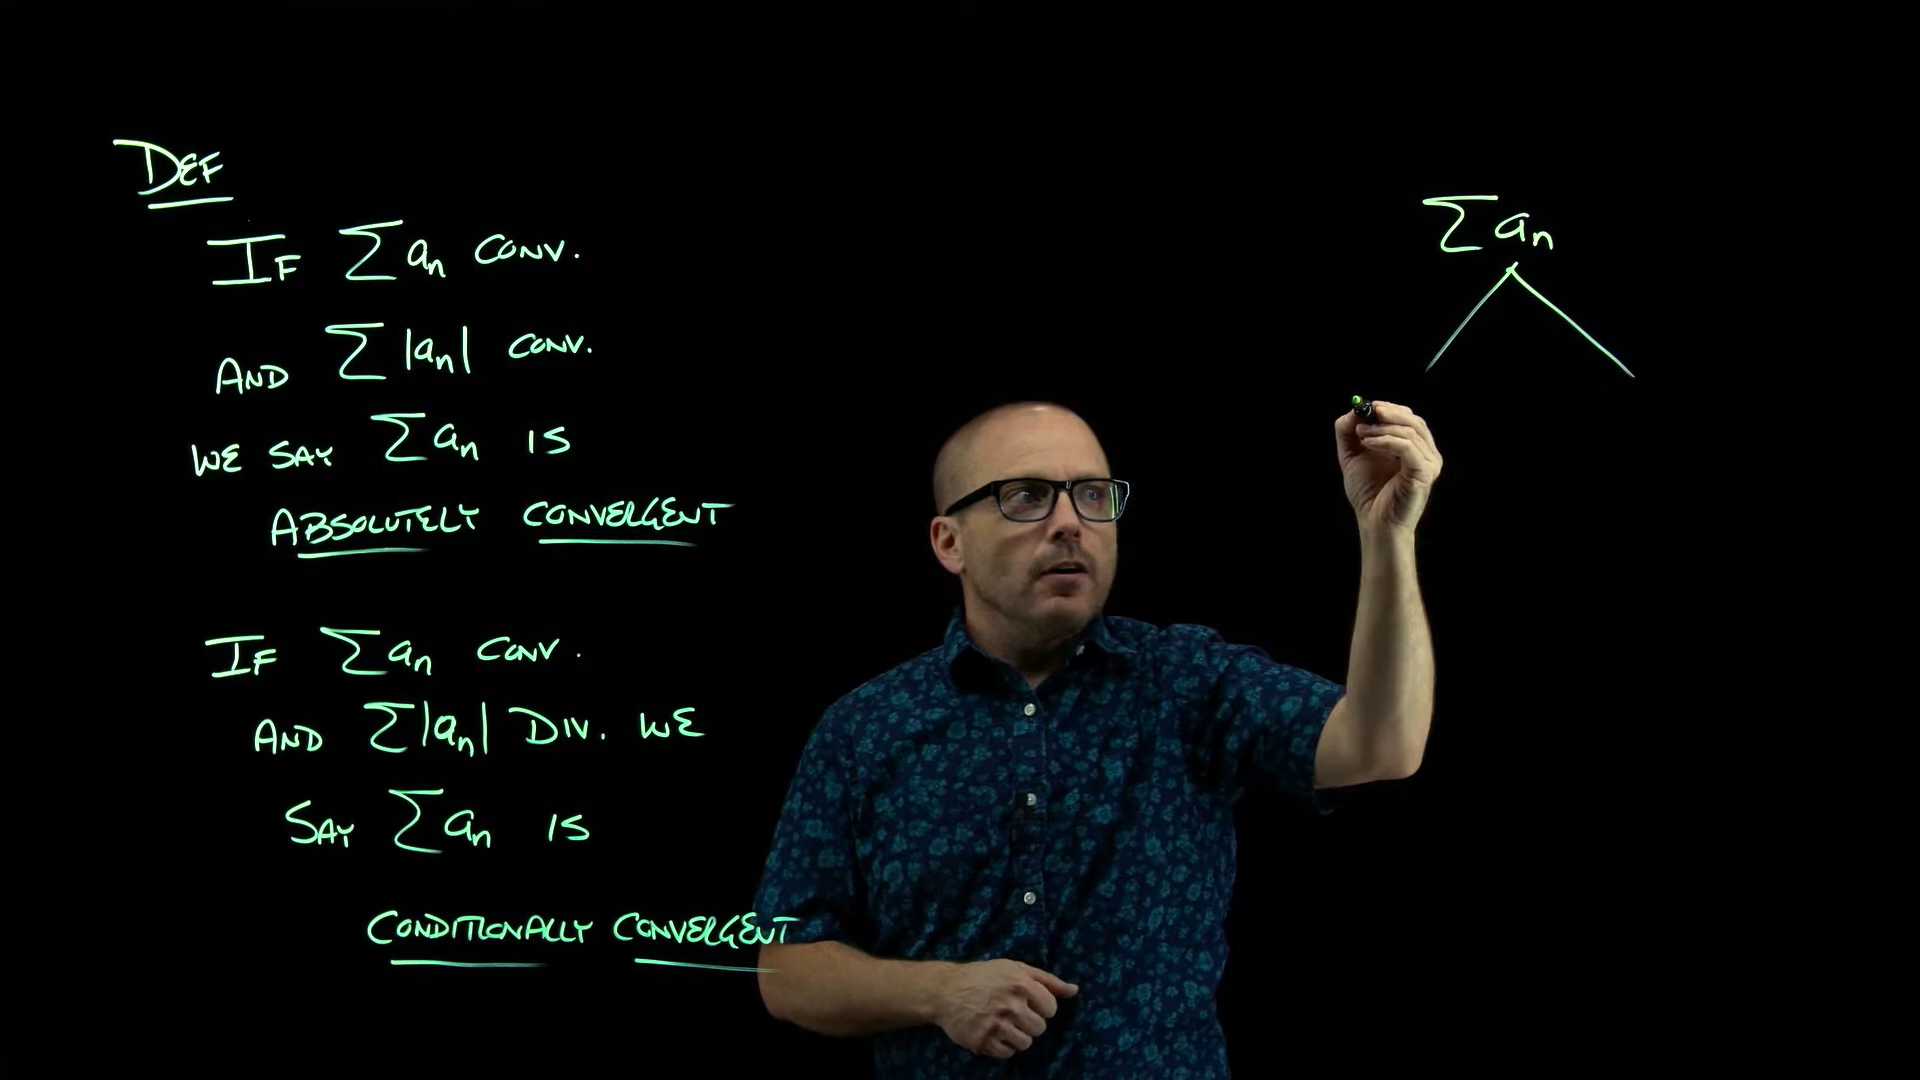 DEF
IF ∑ an CONV.
AND ∑ |an| CONV.
WE SAY ∑ an IS
ABSOLUTELY CONVERGENT
IF ∑ an CONV.
AND ∑ |an| DIV. WE
SAY ∑ an IS
CONDITIONALLY CONVERGENT
∑ an